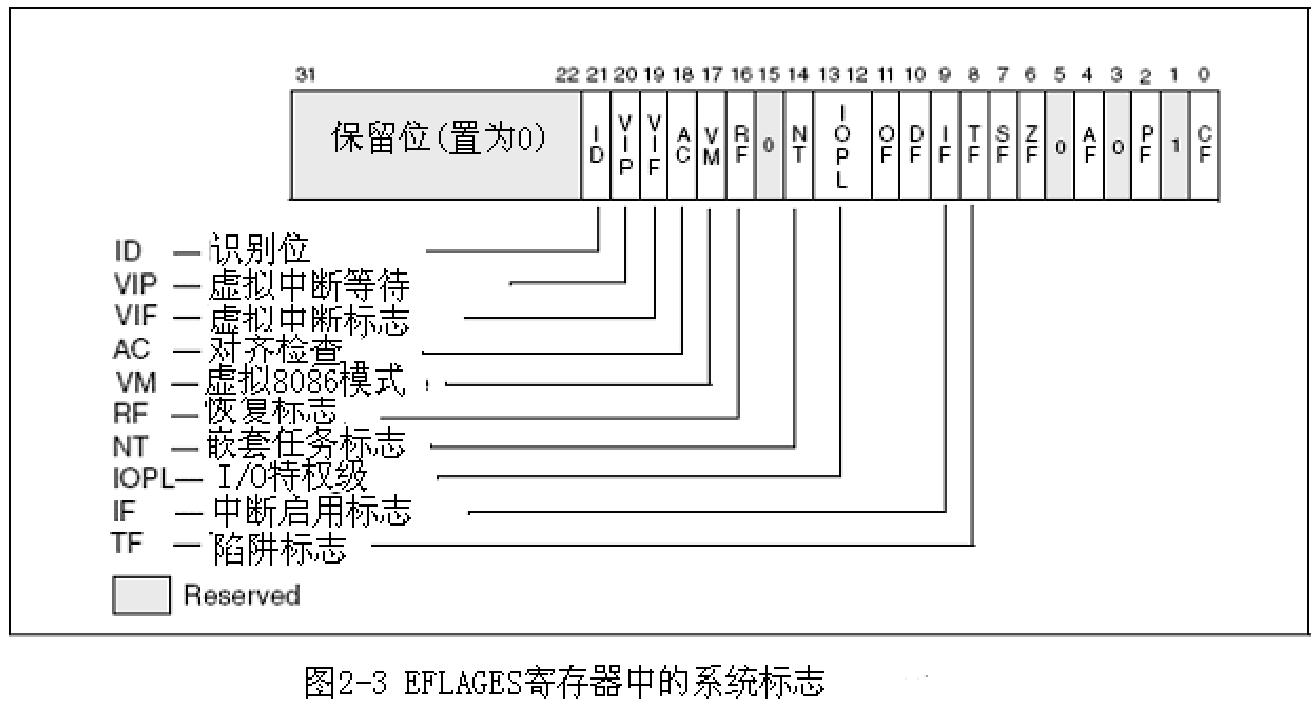 31 22 21 20 19 18 17 16 15 14 13 12 11 10 9 8 7 6 5 4 3 2 1 0
保留位(置为0) ID VIP VIF AC VM RF 0 NT IOPL OF DF IF TF SF ZF 0 AF 0 PF 1 CF
ID — 识别位
VIP — 虚拟中断等待
VIF — 虚拟中断标志
AC — 对齐检查
VM — 虚拟8086模式
RF — 恢复标志
NT — 嵌套任务标志
IOPL— I/O特权级
IF — 中断启用标志
TF — 陷阱标志
Reserved
图2-3 EFLAGES寄存器中的系统标志